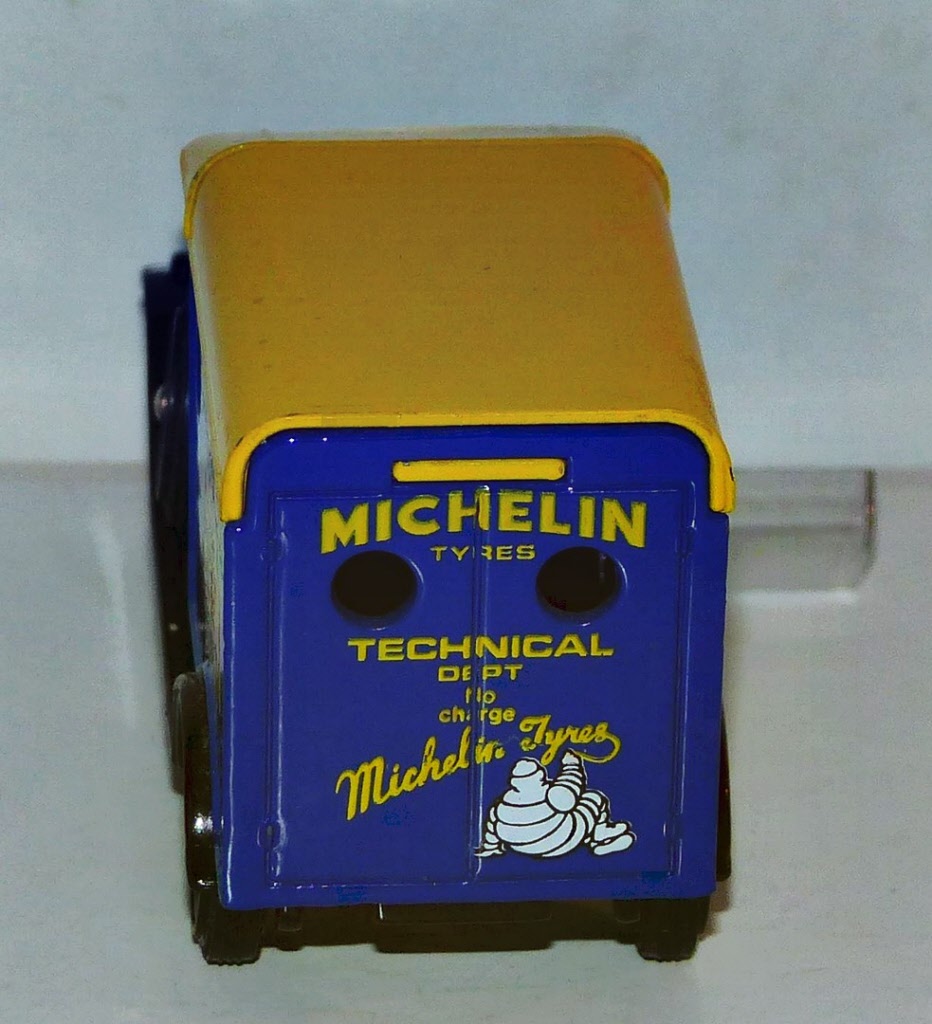 MICHELIN
TYRES
TECHNICAL
DEPT
No
charge
Michelin Tyres